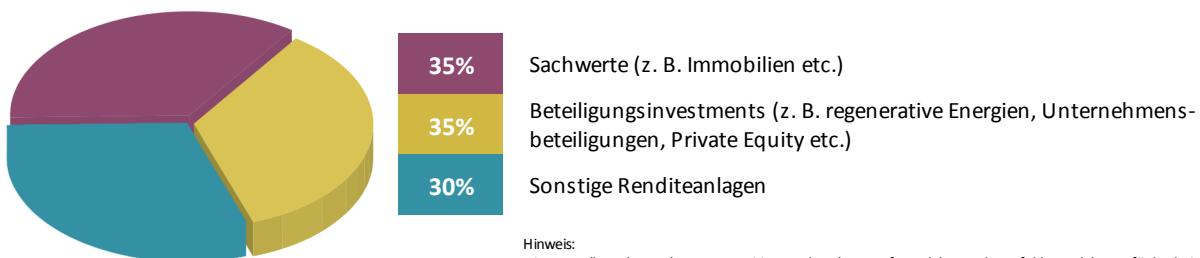 35% Sachwerte (z. B. Immobilien etc.)
35% Beteiligungsinvestments (z. B. regenerative Energien, Unternehmens-
beteiligungen, Private Equity etc.)
30% Sonstige Renditeanlagen
Hinweis: